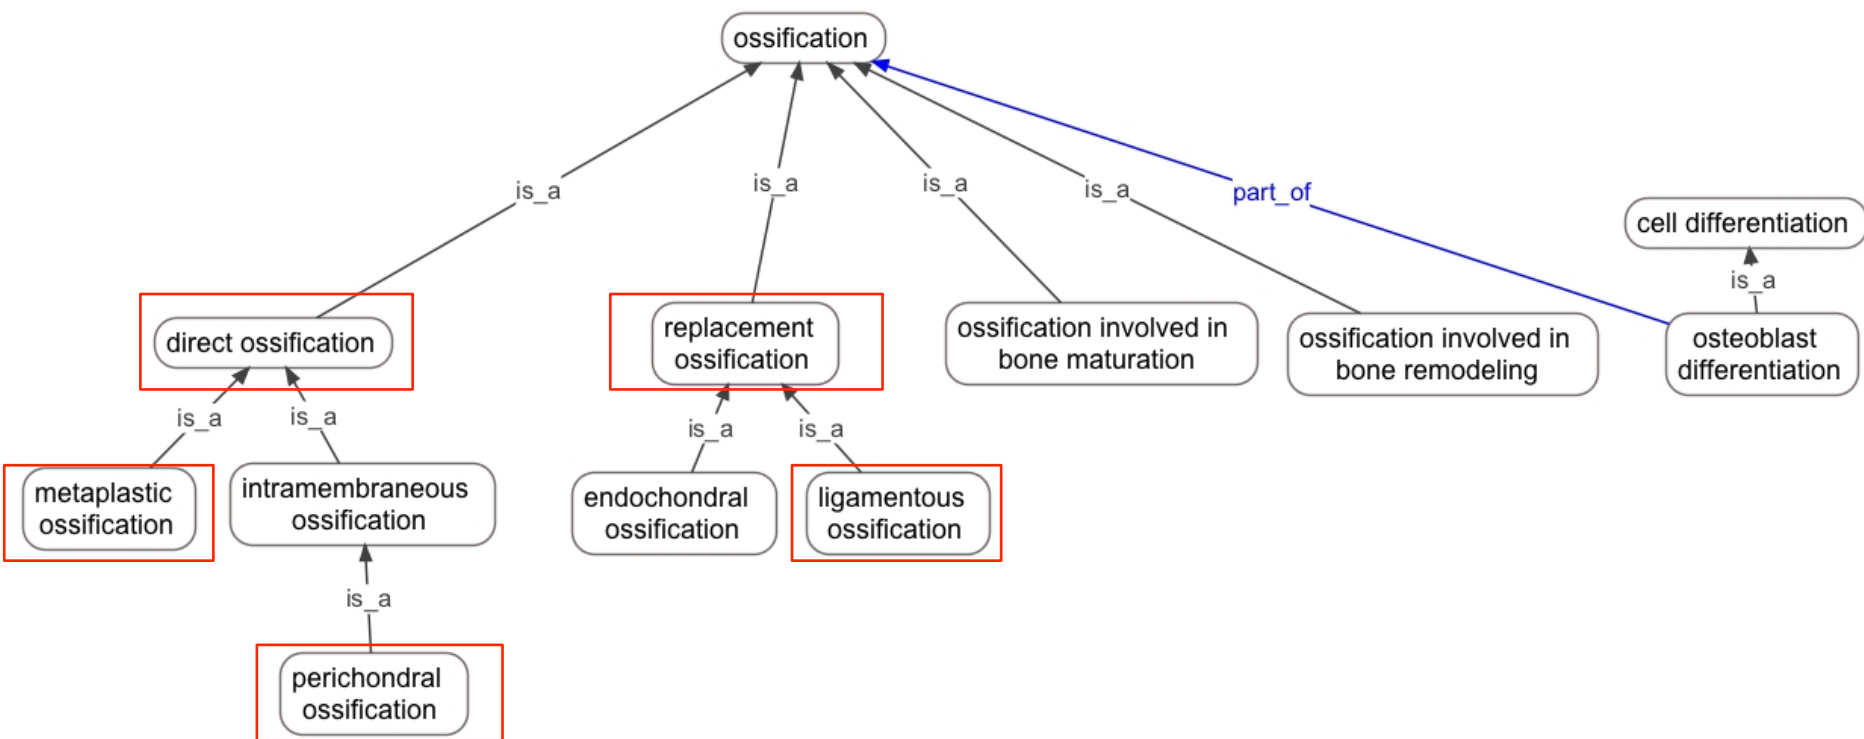 ossification
is_a
is_a
is_a
is_a
part_of
cell differentiation
is_a
direct ossification
replacement
ossification
ossification involved in
bone maturation
ossification involved in
bone remodeling
osteoblast
differentiation
is_a
is_a
is_a
is_a
metaplastic
ossification
intramembraneous
ossification
endochondral
ossification
ligamentous
ossification
is_a
perichondral
ossification